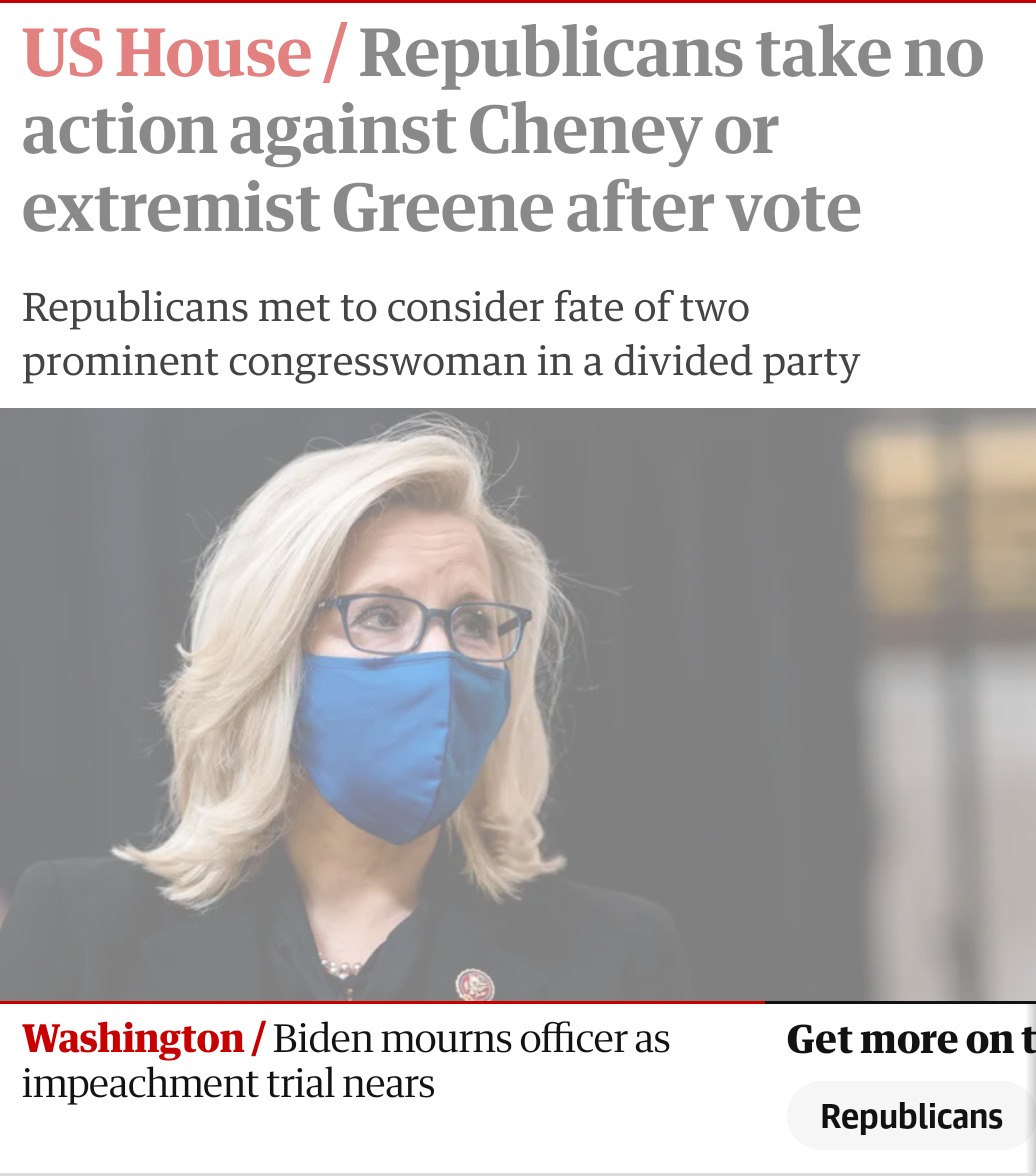 US House / Republicans take no
action against Cheney or
extremist Greene after vote
Republicans met to consider fate of two
prominent congresswoman in a divided party
Washington / Biden mourns officer as
impeachment trial nears
Get more on t
Republicans